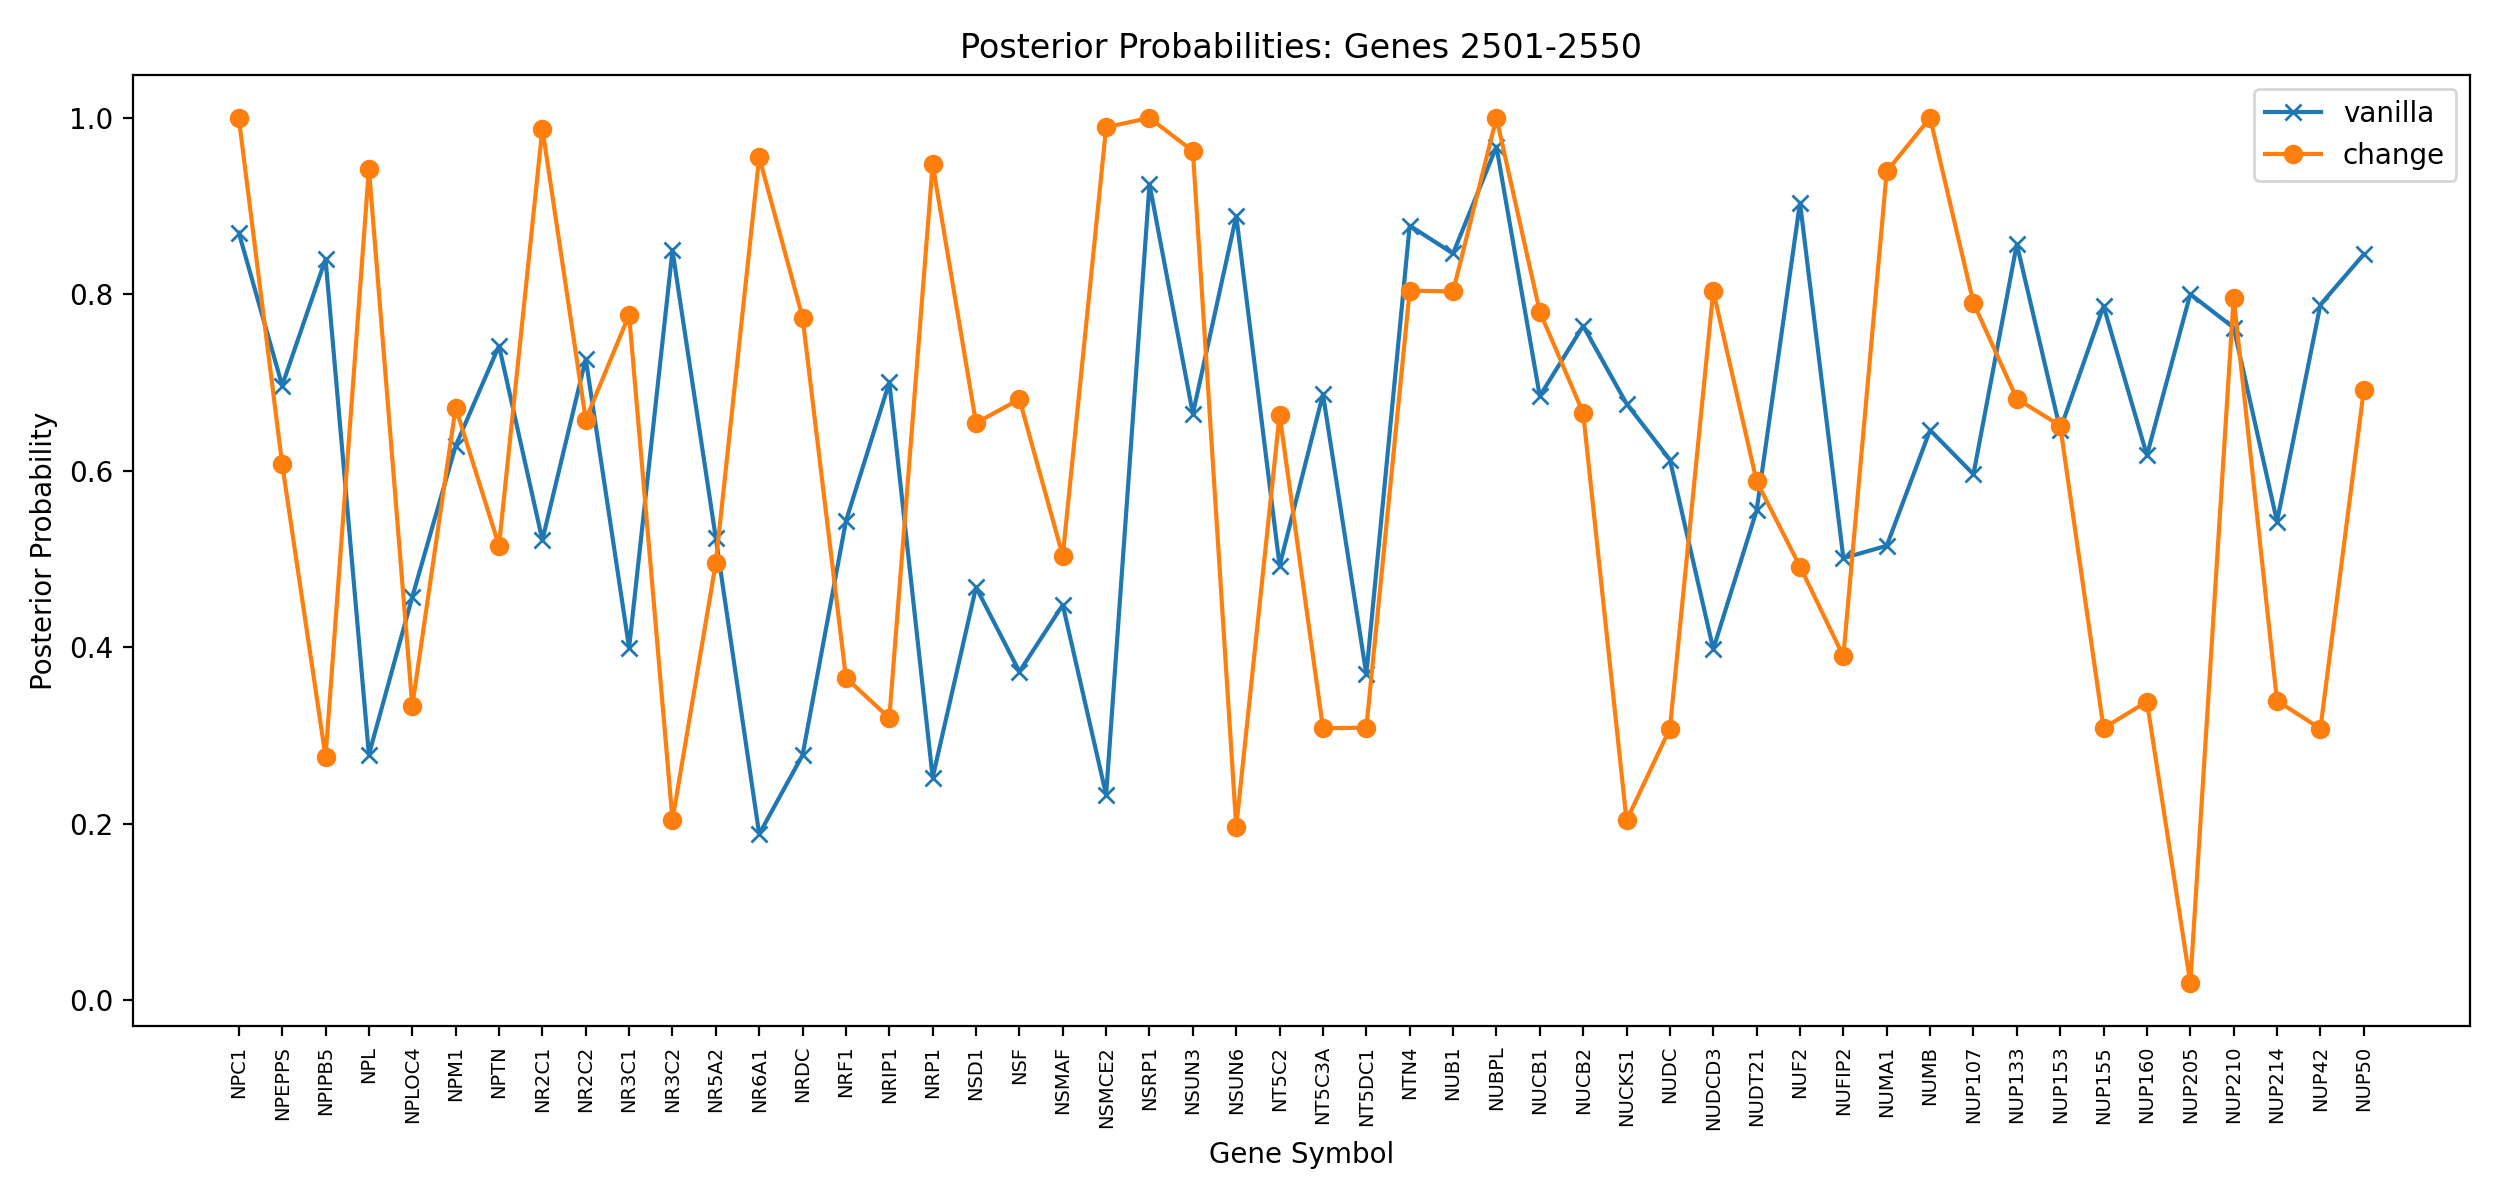 Posterior Probabilities: Genes 2501-2550
vanilla
change
Posterior Probability
1.0
0.8
0.6
0.4
0.2
0.0
NPC1
NPEPPS
NPIPB5
NPL
NPLOC4
NPM1
NPTN
NR2C1
NR2C2
NR3C1
NR3C2
NR5A2
NR6A1
NRDC
NRF1
NRIP1
NRP1
NSD1
NSF
NSMAF
NSMCE2
NSRP1
NSUN3
NSUN6
NT5C2
NT5C3A
NT5DC1
NTN4
NUB1
NUBPL
NUCB1
NUCB2
NUCKS1
NUDC
NUDCD3
NUDT21
NUF2
NUFIP2
NUMA1
NUMB
NUP107
NUP133
NUP153
NUP155
NUP160
NUP205
NUP210
NUP214
NUP42
NUP50
Gene Symbol